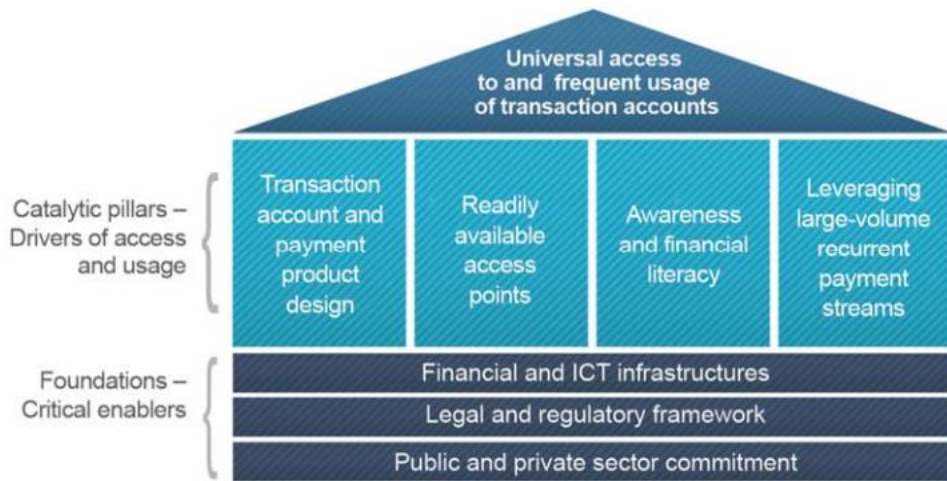 Universal access
to and frequent usage
of transaction accounts
Catalytic pillars –
Drivers of access
and usage
Transaction
account and
payment
product
design
Readily
available
access
points
Awareness
and financial
literacy
Leveraging
large-volume
recurrent
payment
streams
Foundations –
Critical enablers
Financial and ICT infrastructures
Legal and regulatory framework
Public and private sector commitment